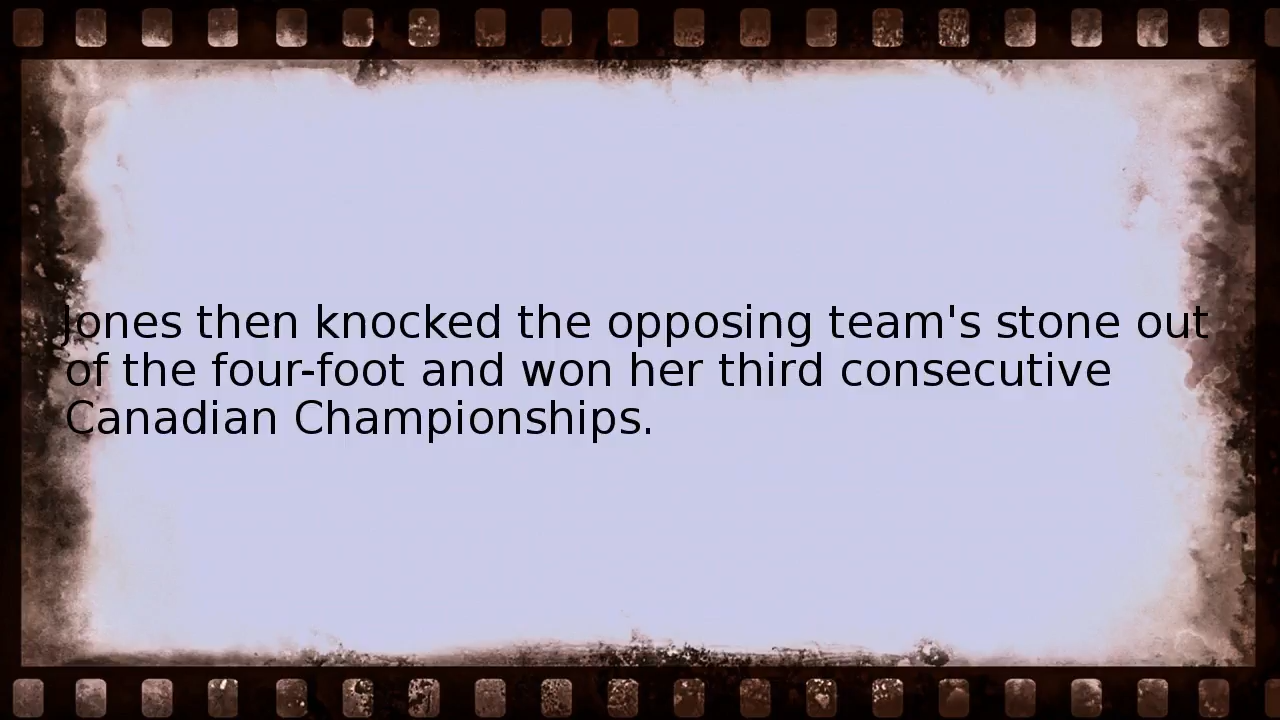 Jones then knocked the opposing team's stone out
of the four-foot and won her third consecutive
Canadian Championships.